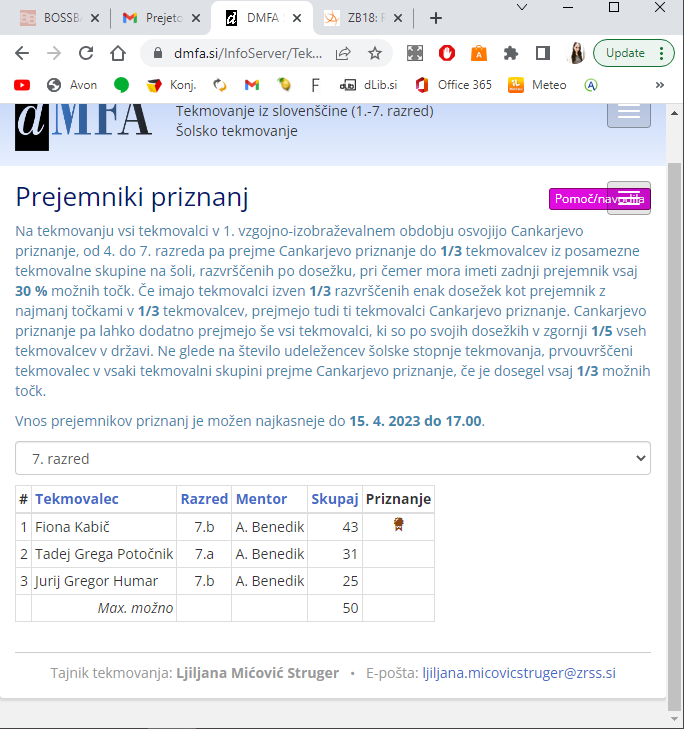 BOSSB
Prejeto
DMFA
ZB18: F
dmfa.si/InfoServer/Tek...
Update
Avon
Konj.
F
dLib.si
Office 365
Meteo
»
dMFA
Tekmovanje iz slovenščine (1.-7. razred)
Šolsko tekmovanje
Prejemniki priznanj
Pomoč/navodila
Na tekmovanju vsi tekmovalci v 1. vzgojno-izobraževalnem obdobju osvojijo Cankarjevo
priznanje, od 4. do 7. razreda pa prejme Cankarjevo priznanje do 1/3 tekmovalcev iz posamezne
tekmovalne skupine na šoli, razvrščenih po dosežku, pri čemer mora imeti zadnji prejemnik vsaj
30 % možnih točk. Če imajo tekmovalci izven 1/3 razvrščenih enak dosežek kot prejemnik z
najmanj točkami v 1/3 tekmovalcev, prejmejo tudi ti tekmovalci Cankarjevo priznanje. Cankarjevo
priznanje pa lahko dodatno prejmejo še vsi tekmovalci, ki so po svojih dosežkih v zgornji 1/5 vseh
tekmovalcev v državi. Ne glede na število udeležencev šolske stopnje tekmovanja, prvouvrščeni
tekmovalec v vsaki tekmovalni skupini prejme Cankarjevo priznanje, če je dosegel vsaj 1/3 možnih
točk.
Vnos prejemnikov priznanj je možen najkasneje do 15. 4. 2023 do 17.00.
7. razred
# Tekmovalec Razred Mentor Skupaj Priznanje
1 Fiona Kabič 7.b A. Benedik 43
2 Tadej Grega Potočnik 7.a A. Benedik 31
3 Jurij Gregor Humar 7.b A. Benedik 25
Max. možno 50
Tajnik tekmovanja: Ljiljana Mićović Struger • E-pošta: ljiljana.micovicstruger@zrss.si